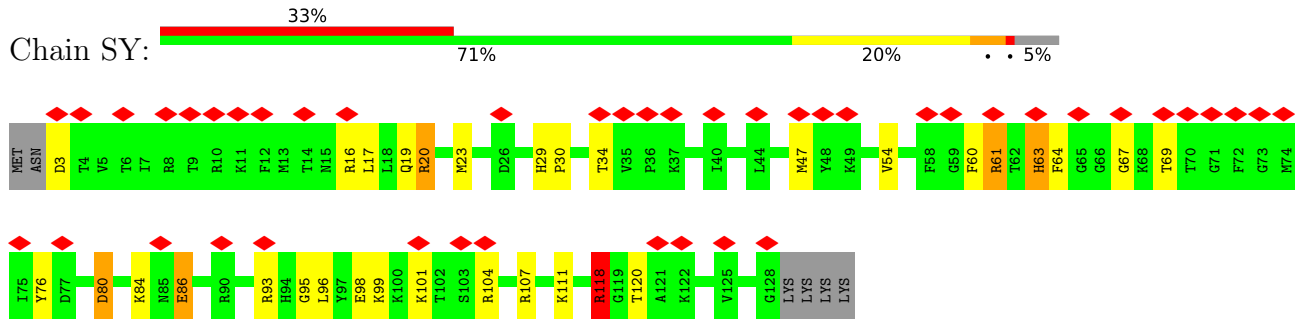 33%
Chain SY:
71% 20% • • 5%
MET ASN D3 T4 V5 T6 I7 R8 T9 R10 K11 F12 M13 T14 N15 R16 L17 L18 Q19 R20 M23 D26 H29 P30 T34 V35 P36 K37 I40 L44 M47 Y48 K49 V54 F58 G59 F60 R61 T62 H63 F64 G65 G66 G67 K68 T69 T70 G71 F72 G73 M74
I75 Y76 D77 D80 K84 N85 E86 R90 R93 H94 G95 L96 Y97 E98 K99 K100 K101 T102 S103 R104 R107 K111 R118 G119 T120 A121 K122 V125 G128 LYS LYS LYS LYS